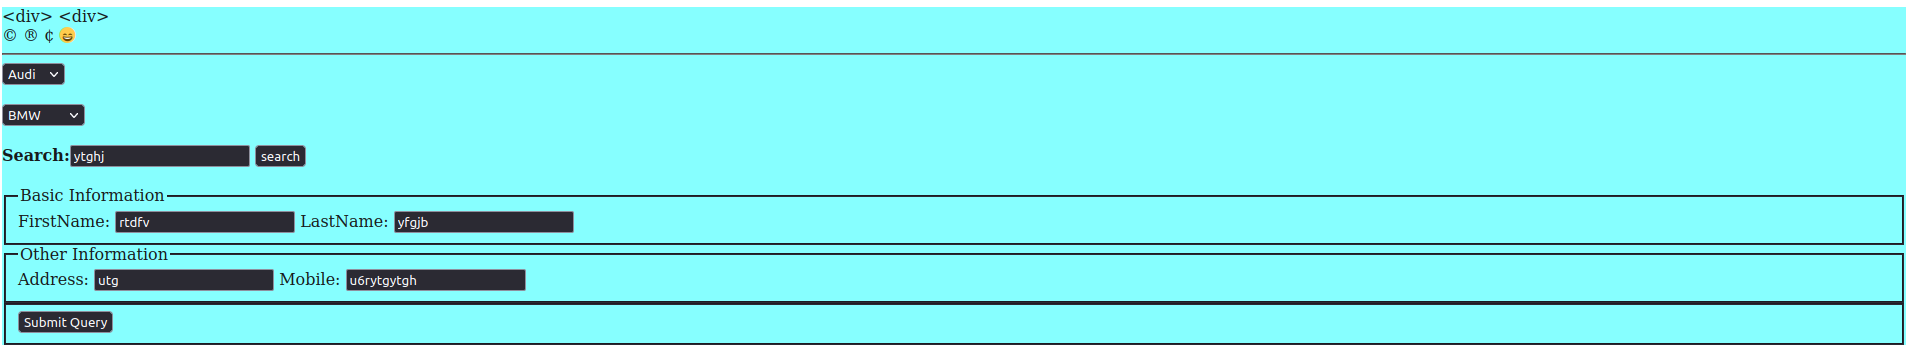 <div> <div>
© ® ¢ 😄
Audi
BMW
Search: ytghj search
Basic Information
FirstName: rtdfv LastName: yfgjb
Other Information
Address: utg Mobile: u6rytgytgh
Submit Query